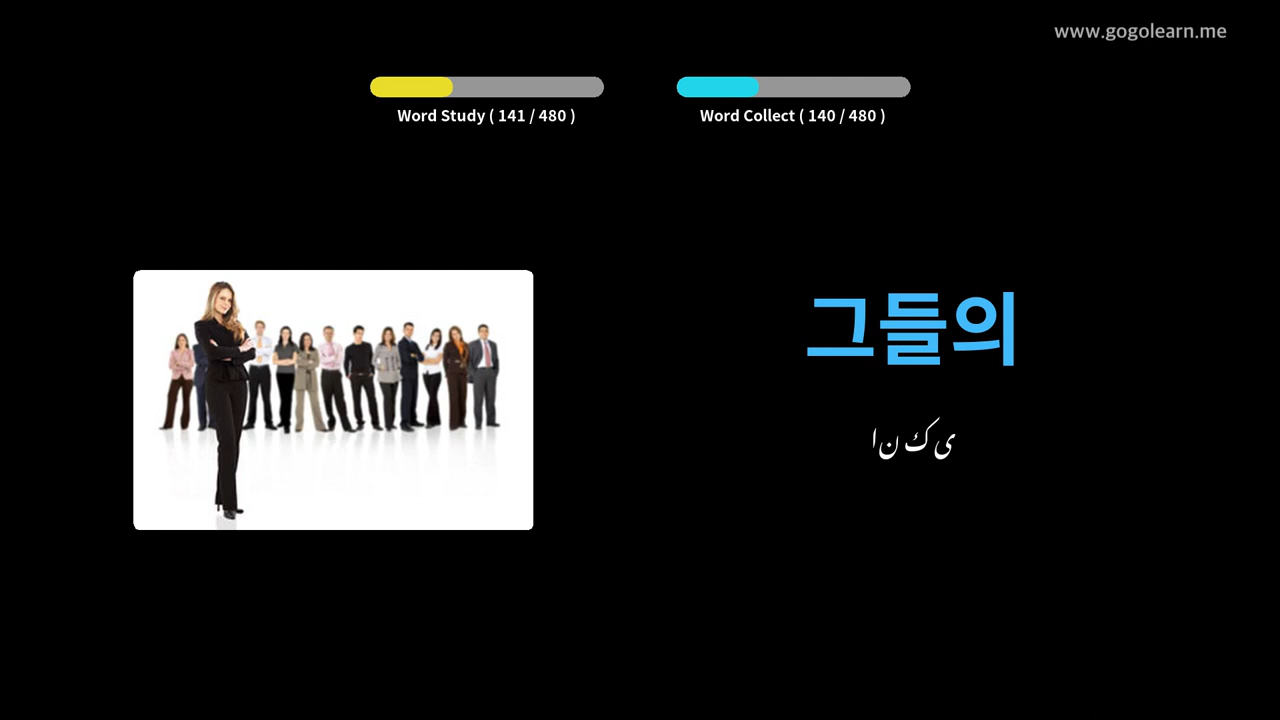 www.gogolearn.me
Word Study ( 141 / 480 )
Word Collect ( 140 / 480 )
그들의
ان کی